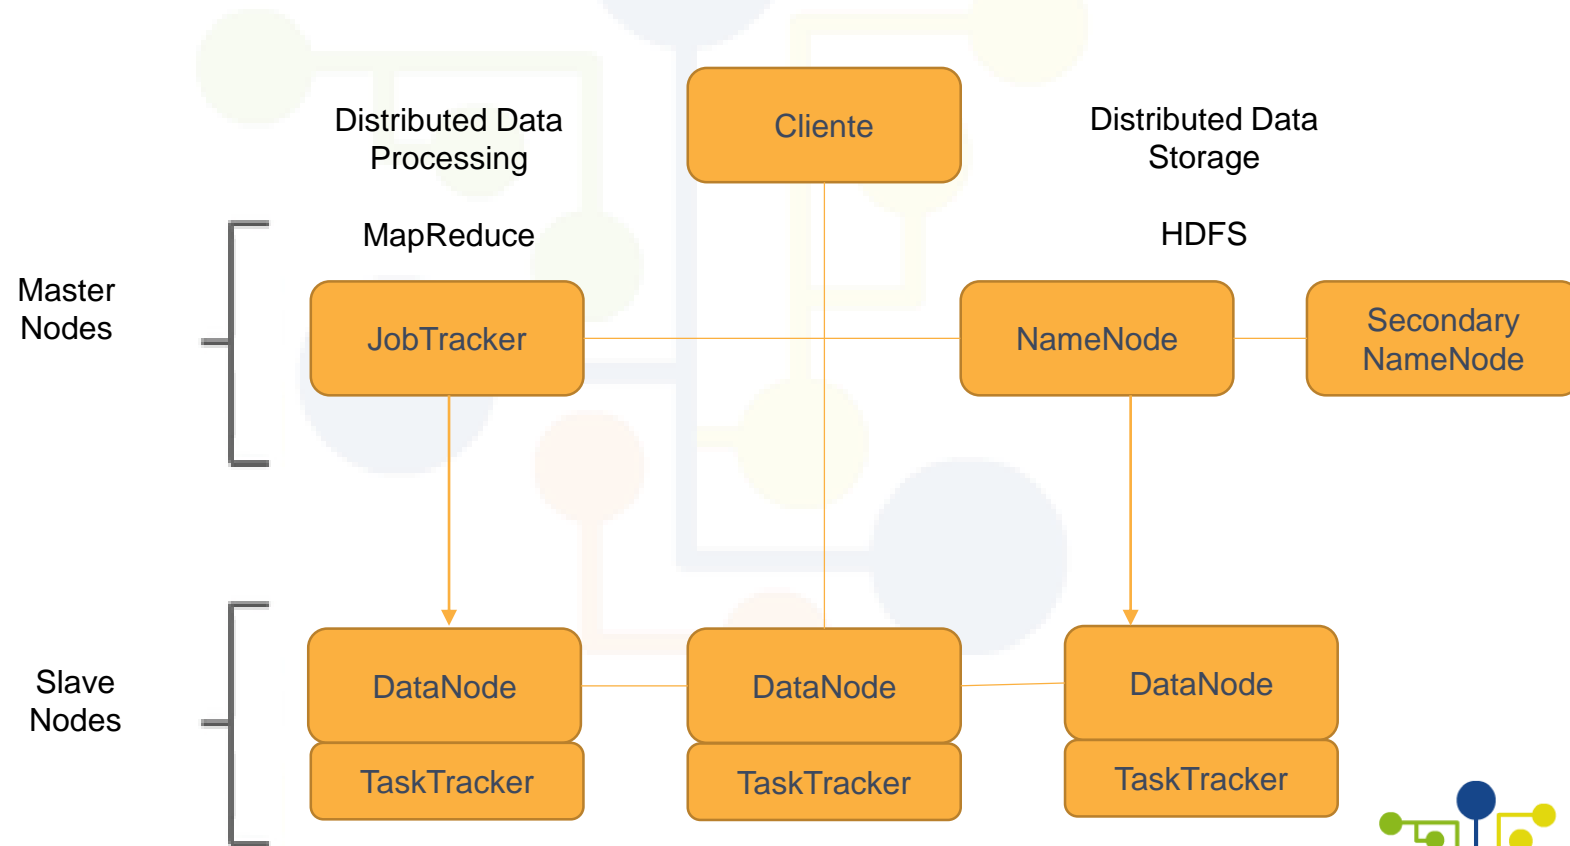 Distributed Data
Processing
Cliente
Distributed Data
Storage
MapReduce
HDFS
Master
Nodes
JobTracker
NameNode
Secondary
NameNode
Slave
Nodes
DataNode
DataNode
DataNode
TaskTracker
TaskTracker
TaskTracker